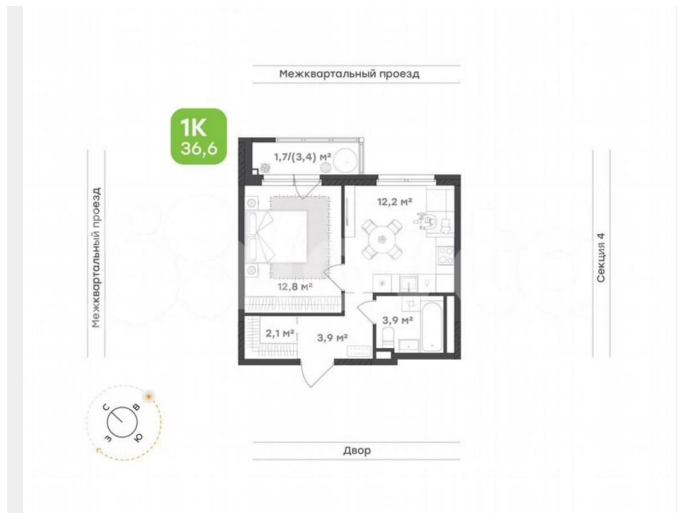 Межквартальный проезд
1К
36,6
1,7/(3,4) м²
12,2 м²
Межквартальный проезд
Секция 4
12,8 м²
2,1 м²
3,9 м²
3,9 м²
С
В
З
Ю
Двор